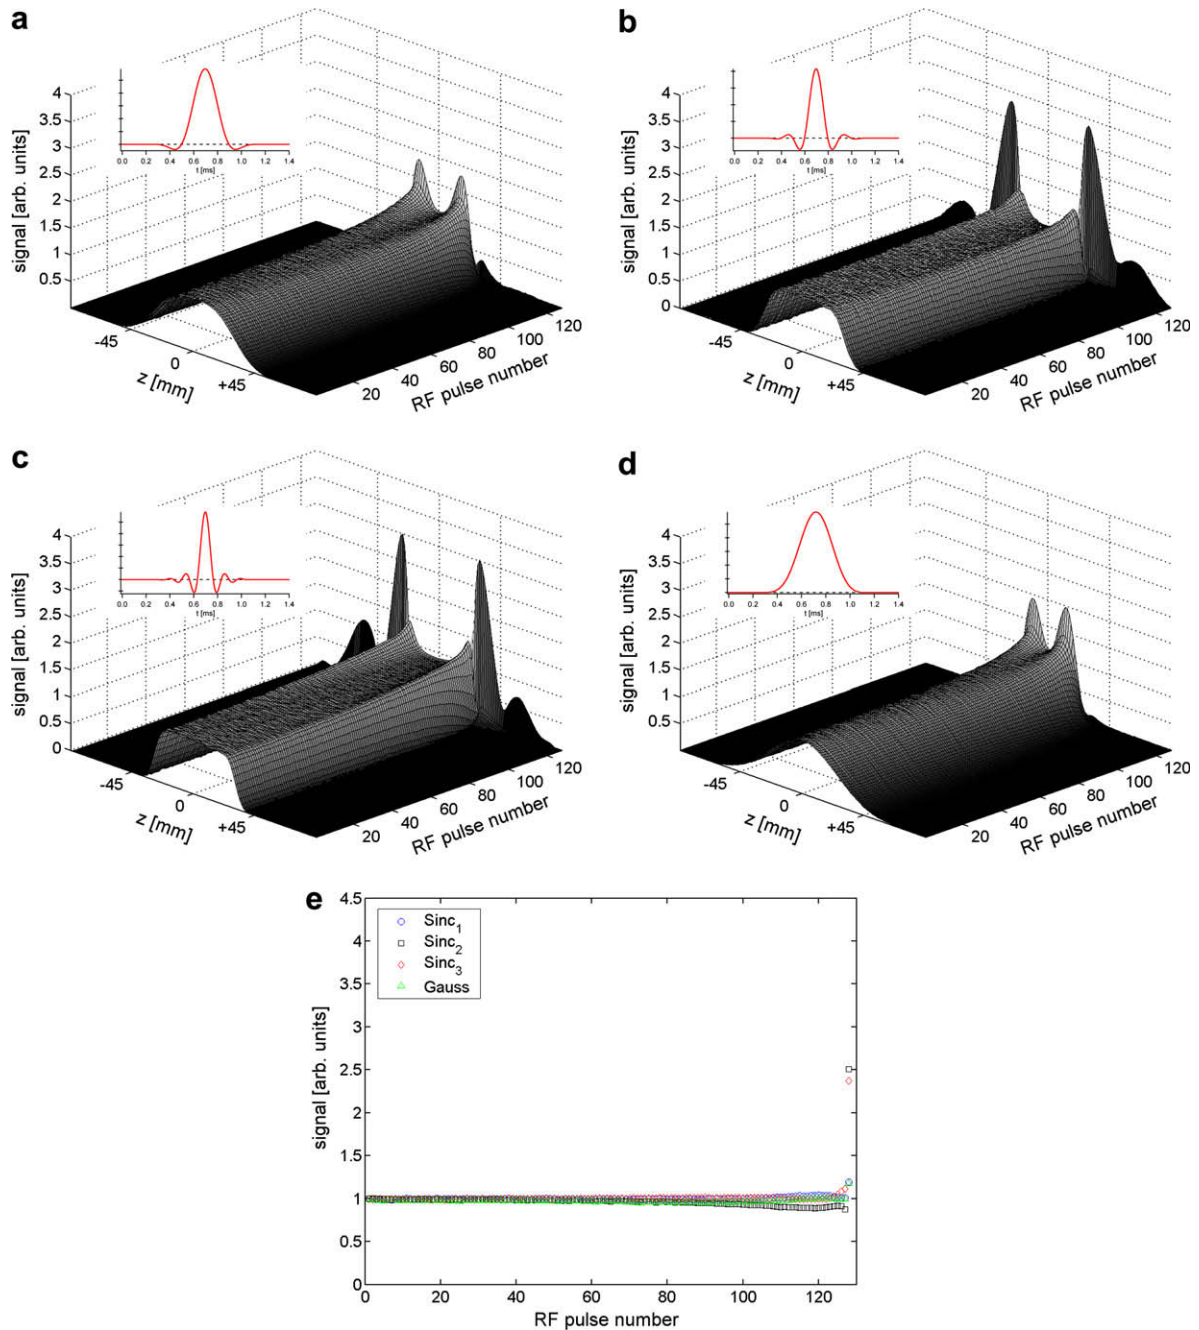 a
4
3.5
3
2.5
2
1.5
1
0.5
signal [arb. units]
0.0 0.2 0.4 0.6 0.8 1.0 1.2 1.4
t [ms]
-45
0
+45
z [mm]
20
40
60
80
100
120
RF pulse number
b
4
3.5
3
2.5
2
1.5
1
0.5
0
signal [arb. units]
0.0 0.2 0.4 0.6 0.8 1.0 1.2 1.4
t [ms]
-45
0
+45
z [mm]
20
40
60
80
100
120
RF pulse number
c
4
3.5
3
2.5
2
1.5
1
0.5
0
signal [arb. units]
0.0 0.2 0.4 0.6 0.8 1.0 1.2 1.4
t [ms]
-45
0
+45
z [mm]
20
40
60
80
100
120
RF pulse number
d
4
3.5
3
2.5
2
1.5
1
0.5
signal [arb. units]
0.0 0.2 0.4 0.6 0.8 1.0 1.2 1.4
t [ms]
-45
0
+45
z [mm]
20
40
60
80
100
120
RF pulse number
e
4.5
4
3.5
3
2.5
2
1.5
1
0.5
0
signal [arb. units]
Sinc1
Sinc2
Sinc3
Gauss
0 20 40 60 80 100 120
RF pulse number